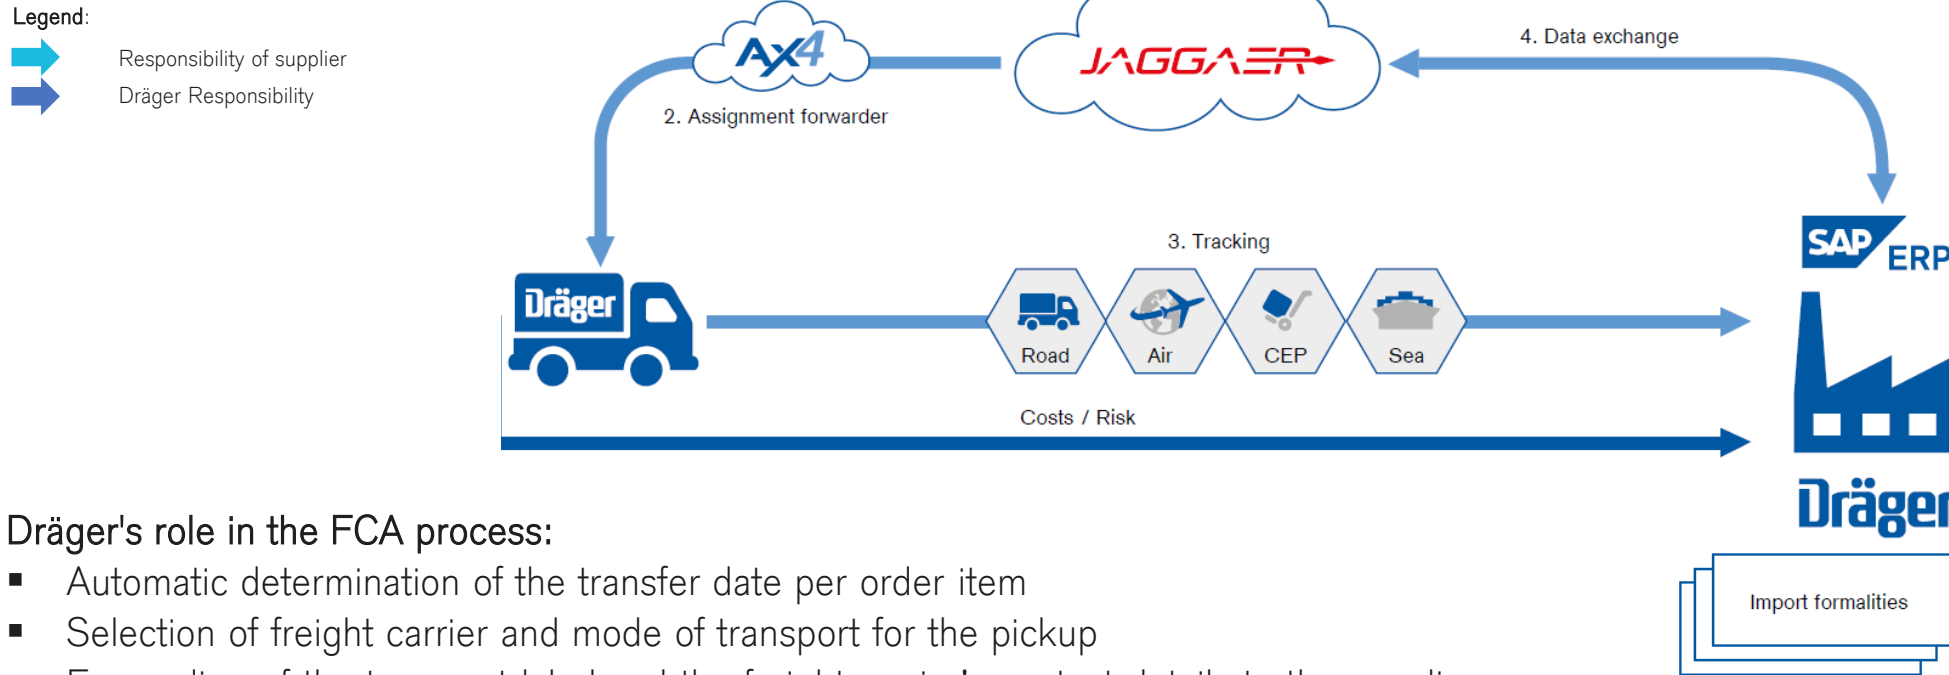 Legend:
Responsibility of supplier
Dräger Responsibility
AX4
JAGGAER
4. Data exchange
2. Assignment forwarder
3. Tracking
SAP ERP
Dräger
Road
Air
CEP
Sea
Costs / Risk
Dräger
Dräger's role in the FCA process:
▪ Automatic determination of the transfer date per order item
▪ Selection of freight carrier and mode of transport for the pickup
Import formalities